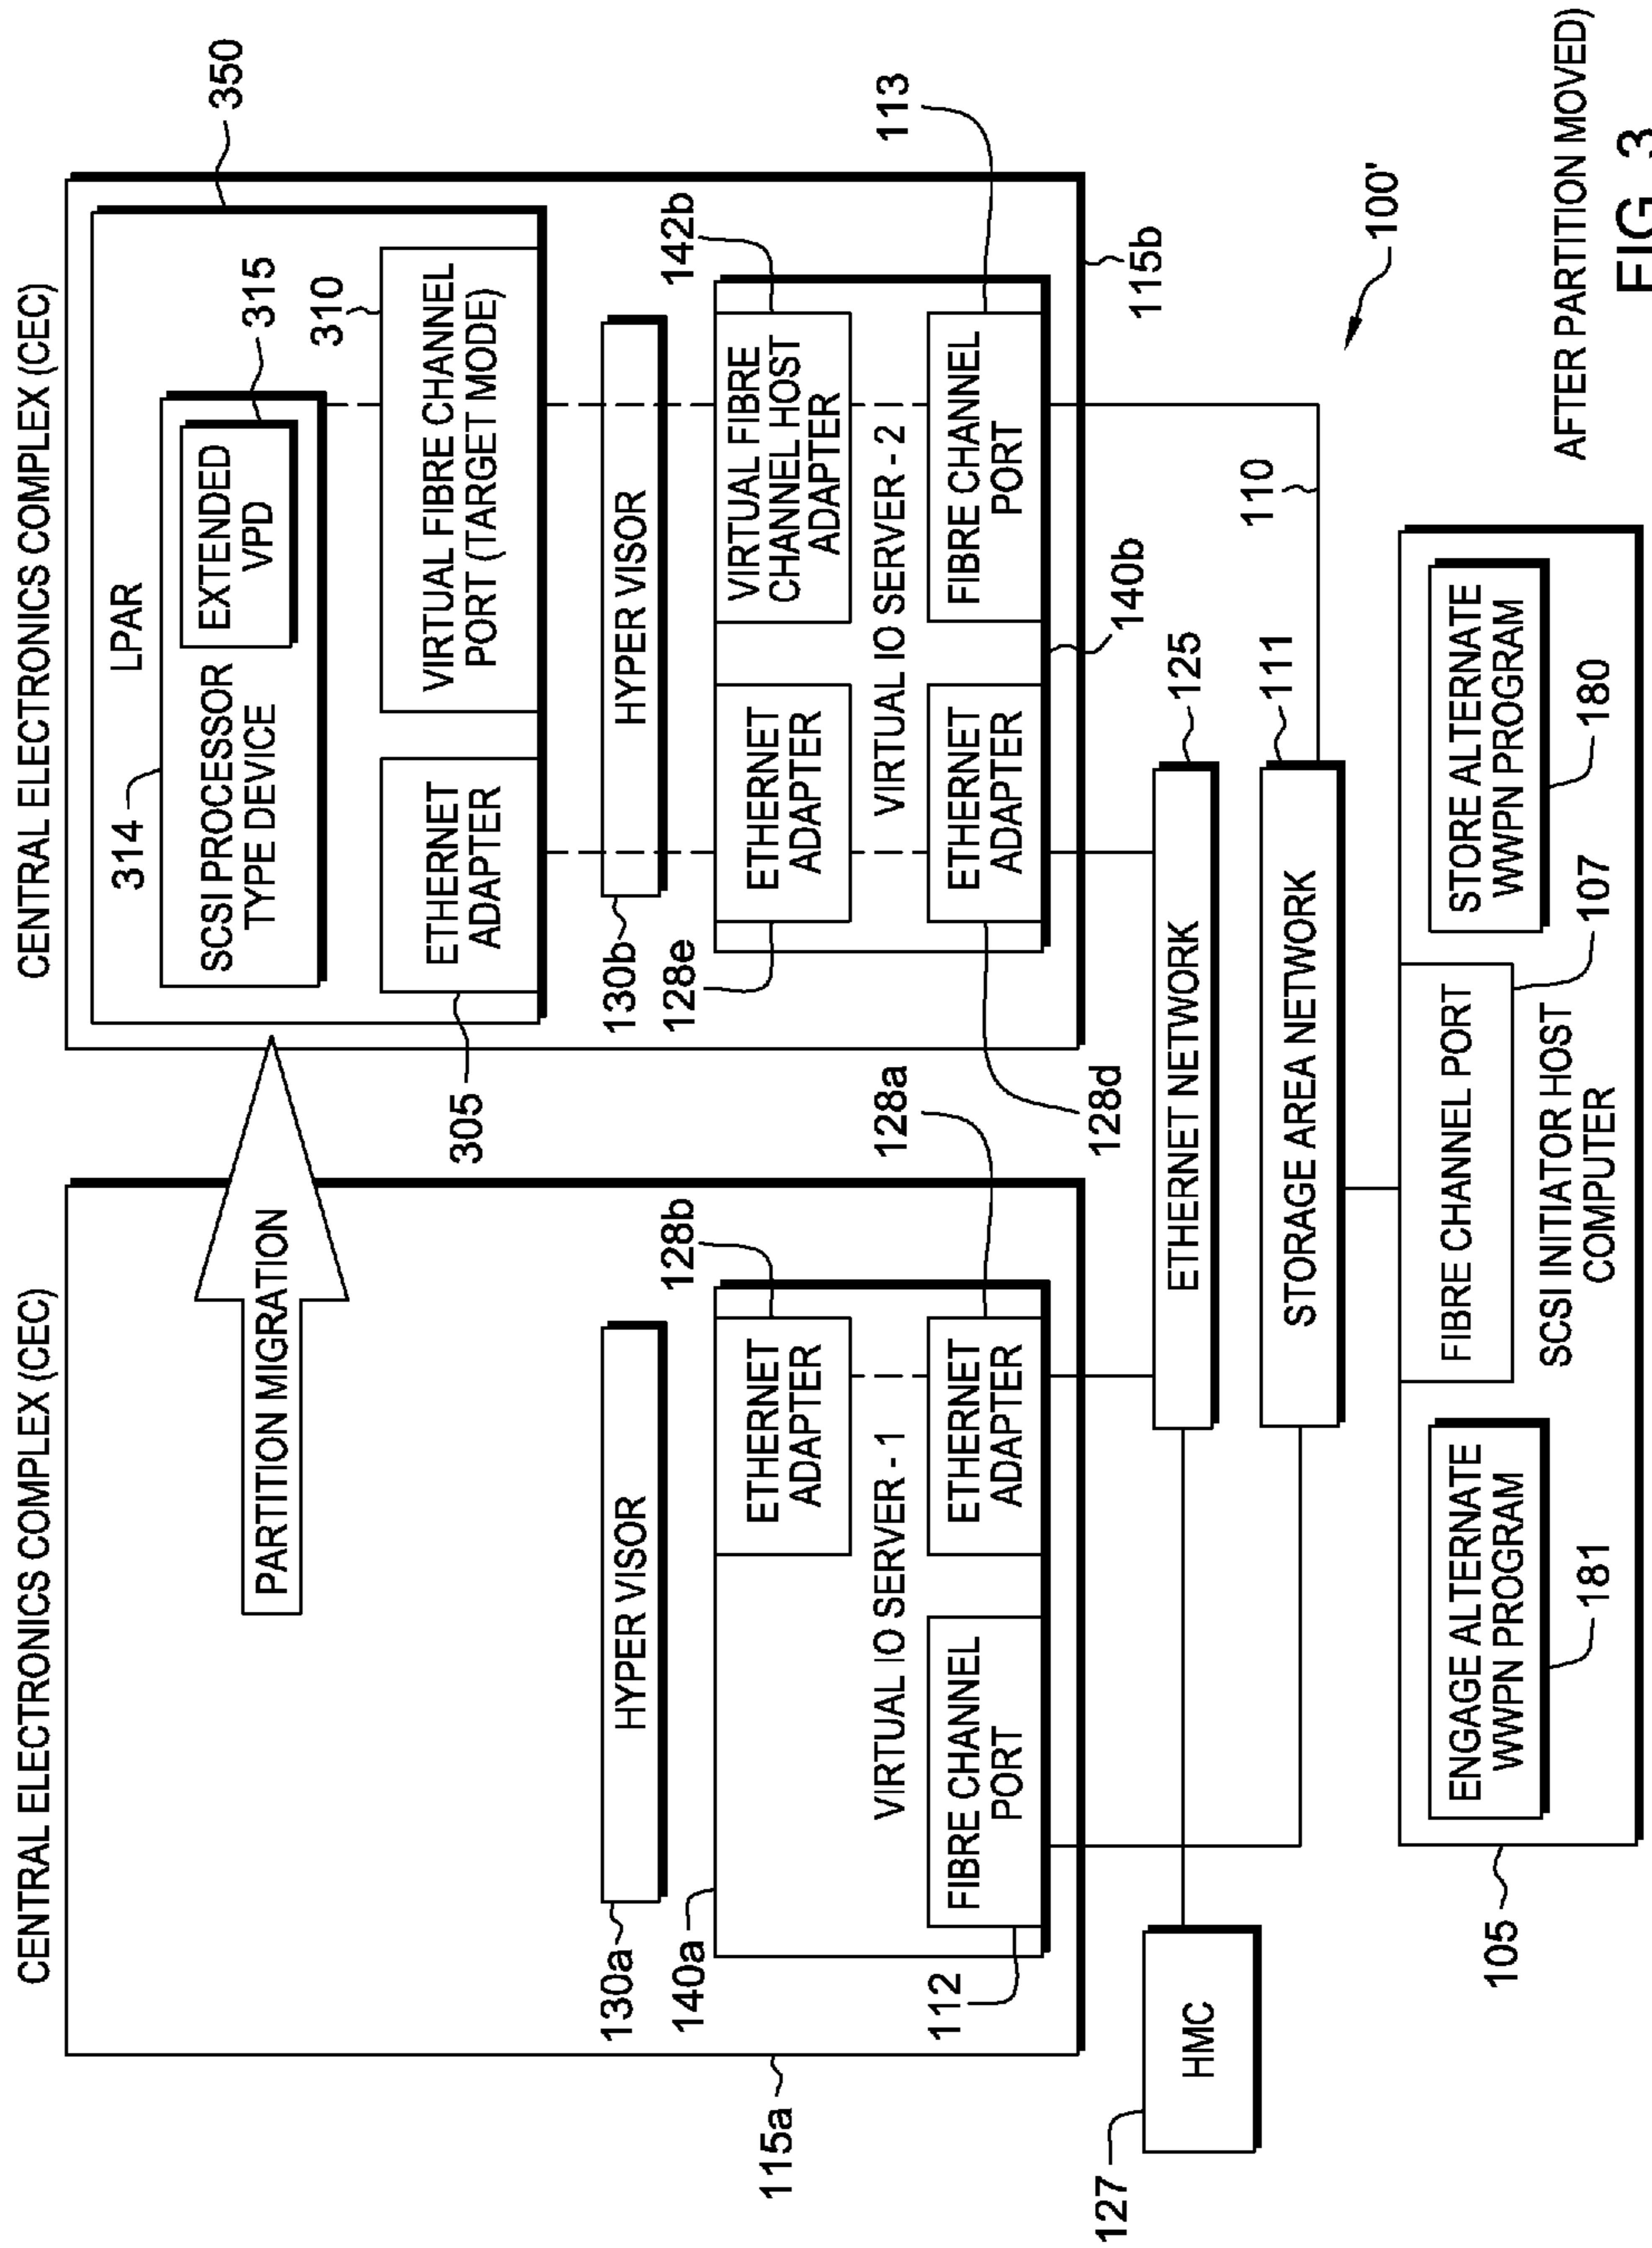 CENTRAL ELECTRONICS COMPLEX (CEC)
PARTITION MIGRATION
HYPER VISOR
130a
140a
ETHERNET
ADAPTER
128b
VIRTUAL IO SERVER - 1
FIBRE CHANNEL
PORT
112
ETHERNET
ADAPTER
128a
115a
CENTRAL ELECTRONICS COMPLEX (CEC)
LPAR
350
314
SCSI PROCESSOR
TYPE DEVICE
EXTENDED
VPD
315
310
ETHERNET
ADAPTER
305
VIRTUAL FIBRE CHANNEL
PORT (TARGET MODE)
HYPER VISOR
130b
128e
ETHERNET
ADAPTER
VIRTUAL FIBRE
CHANNEL HOST
ADAPTER
142b
VIRTUAL IO SERVER - 2
ETHERNET
ADAPTER
128d
FIBRE CHANNEL
PORT
113
140b
115b
127
HMC
ETHERNET NETWORK
125
STORAGE AREA NETWORK
111
110
100'
105
ENGAGE ALTERNATE
WWPN PROGRAM
181
FIBRE CHANNEL PORT
107
SCSI INITIATOR HOST
COMPUTER
STORE ALTERNATE
WWPN PROGRAM
180
AFTER PARTITION MOVED)
FIG. 3